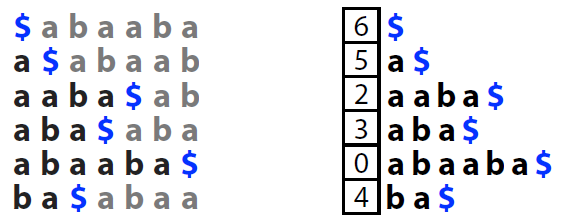 $ a b a a b a 6 $
a $ a b a a b 5 a $
a a b a $ a b 2 a a b a $
a b a $ a b a 3 a b a $
a b a a b a $ 0 a b a a b a $
b a $ a b a a 4 b a $